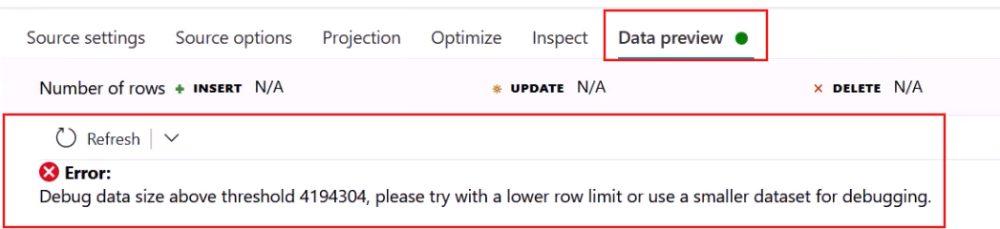 Source settings Source options Projection Optimize Inspect Data preview
Number of rows + INSERT N/A * UPDATE N/A × DELETE N/A
Refresh
Error:
Debug data size above threshold 4194304, please try with a lower row limit or use a smaller dataset for debugging.